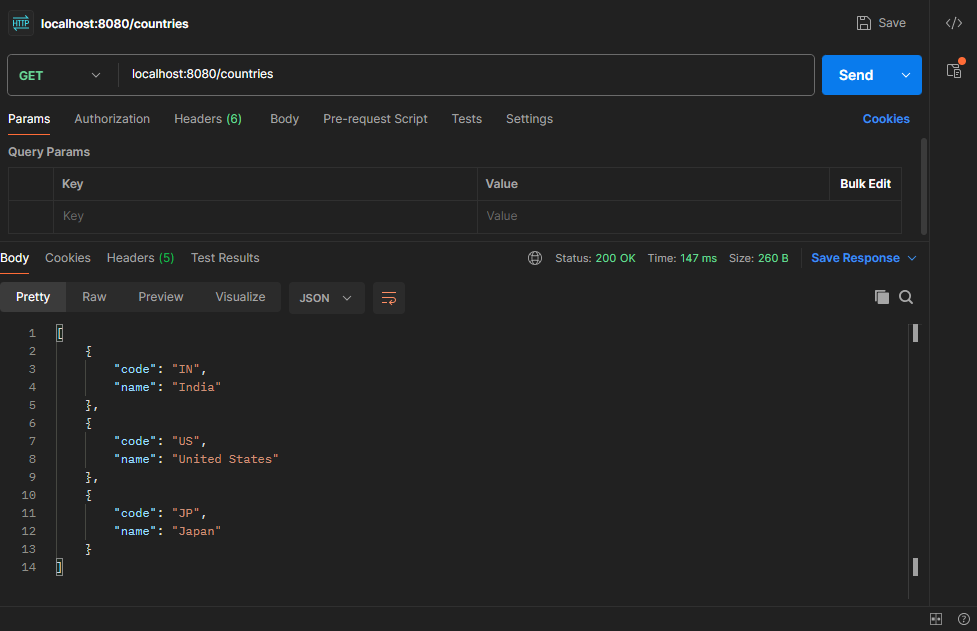 HTTP localhost:8080/countries Save
GET localhost:8080/countries Send
Params Authorization Headers (6) Body Pre-request Script Tests Settings Cookies
Query Params
Key Value Bulk Edit
Key Value
Body Cookies Headers (5) Test Results Status: 200 OK Time: 147 ms Size: 260 B Save Response
Pretty Raw Preview Visualize JSON
1 [
2 {
3 "code": "IN",
4 "name": "India"
5 },
6 {
7 "code": "US",
8 "name": "United States"
9 },
10 {
11 "code": "JP",
12 "name": "Japan"
13 }
14 ]